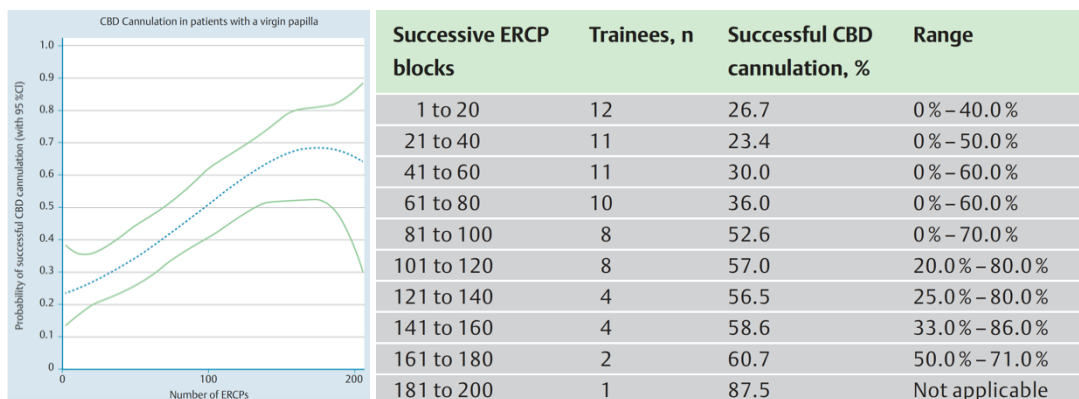 CBD Cannulation in patients with a virgin papilla
Probability of successful CBD cannulation (with 95 %CI)
1.0
0.9
0.8
0.7
0.6
0.5
0.4
0.3
0.2
0.1
0
0 100 200
Number of ERCPs
Successive ERCP blocks Trainees, n Successful CBD cannulation, % Range
1 to 20 12 26.7 0 % – 40.0 %
21 to 40 11 23.4 0 % – 50.0 %
41 to 60 11 30.0 0 % – 60.0 %
61 to 80 10 36.0 0 % – 60.0 %
81 to 100 8 52.6 0 % – 70.0 %
101 to 120 8 57.0 20.0 % – 80.0 %
121 to 140 4 56.5 25.0 % – 80.0 %
141 to 160 4 58.6 33.0 % – 86.0 %
161 to 180 2 60.7 50.0 % – 71.0 %
181 to 200 1 87.5 Not applicable